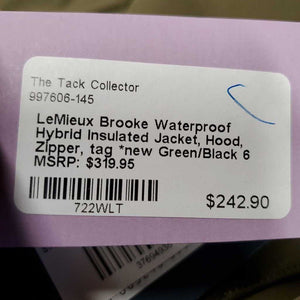 The Tack Collector
997606-145
LeMieux Brooke Waterproof
Hybrid Insulated Jacket, Hood,
Zipper, tag *new Green/Black 6
MSRP: $319.95
722WLT
$242.90